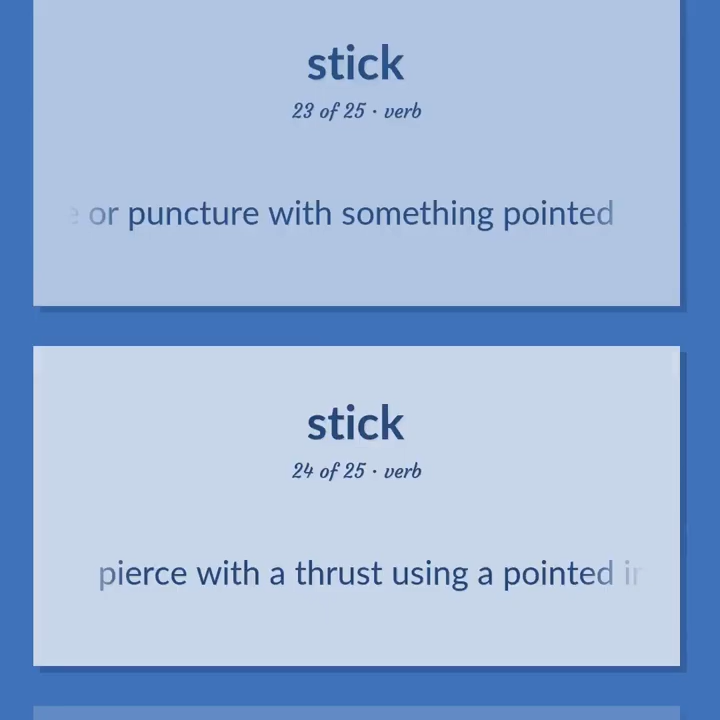 stick
23 of 25 · verb
or puncture with something pointed
stick
24 of 25 · verb
pierce with a thrust using a pointed